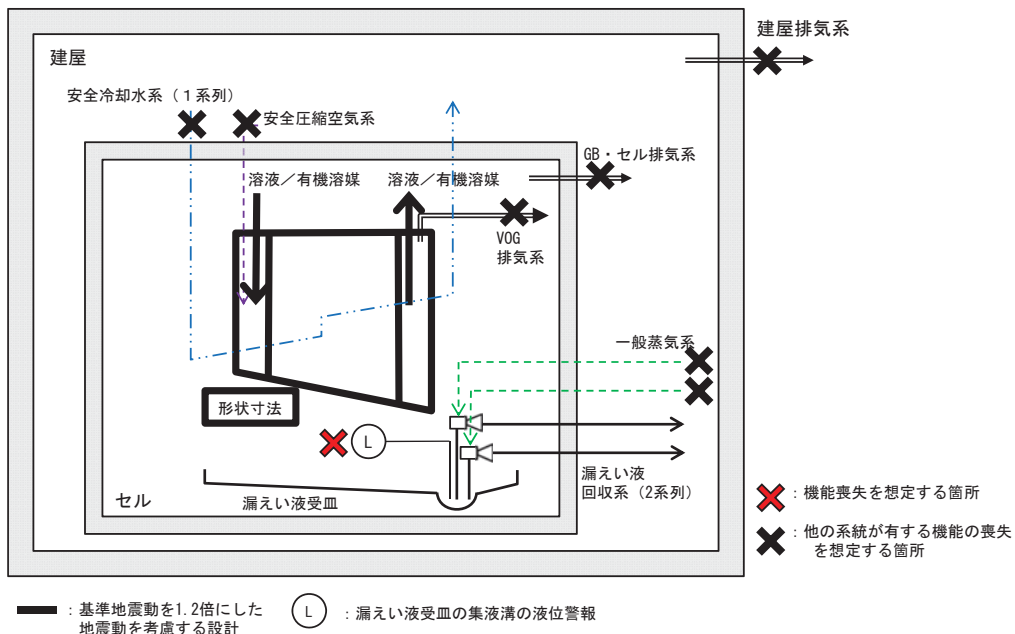 建屋排気系
建屋
安全冷却水系（１系列）
安全圧縮空気系
GB・セル排気系
溶液／有機溶媒
溶液／有機溶媒
VOG
排気系
一般蒸気系
形状寸法
L
漏えい液
回収系（2系列）
セル
漏えい液受皿
：機能喪失を想定する箇所
：他の系統が有する機能の喪失
を想定する箇所
：基準地震動を1.2倍にした
地震動を考慮する設計
L
：漏えい液受皿の集液溝の液位警報